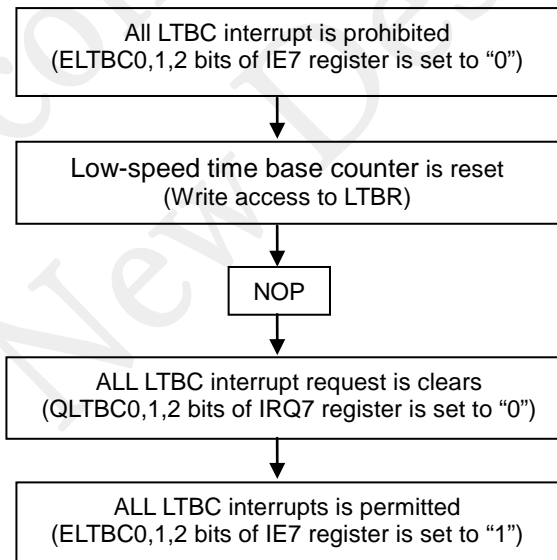 All LTBC interrupt is prohibited
(ELTBC0,1,2 bits of IE7 register is set to “0”)
Low-speed time base counter is reset
(Write access to LTBR)
NOP
ALL LTBC interrupt request is clears
(QLTBC0,1,2 bits of IRQ7 register is set to “0”)
ALL LTBC interrupts is permitted
(ELTBC0,1,2 bits of IE7 register is set to “1”)